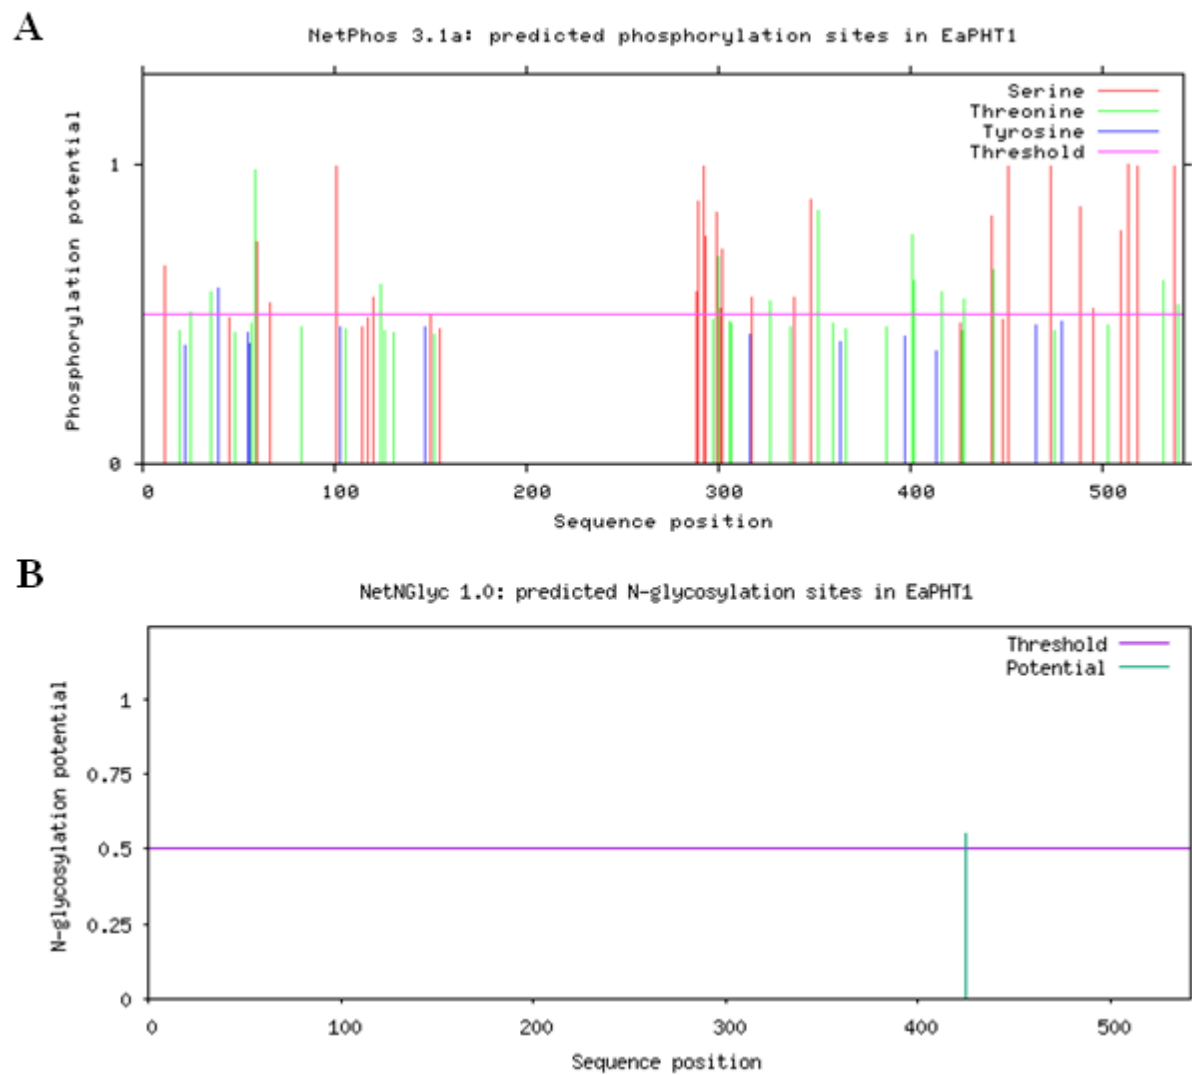 A
NetPhos 3.1a: predicted phosphorylation sites in EaPHT1
Serine
Threonine
Tyrosine
Threshold
Phosphorylation potential
1
0
0 100 200 300 400 500
Sequence position
B
NetNGlyc 1.0: predicted N-glycosylation sites in EaPHT1
Threshold
Potential
N-glycosylation potential
1
0.75
0.5
0.25
0
0 100 200 300 400 500
Sequence position